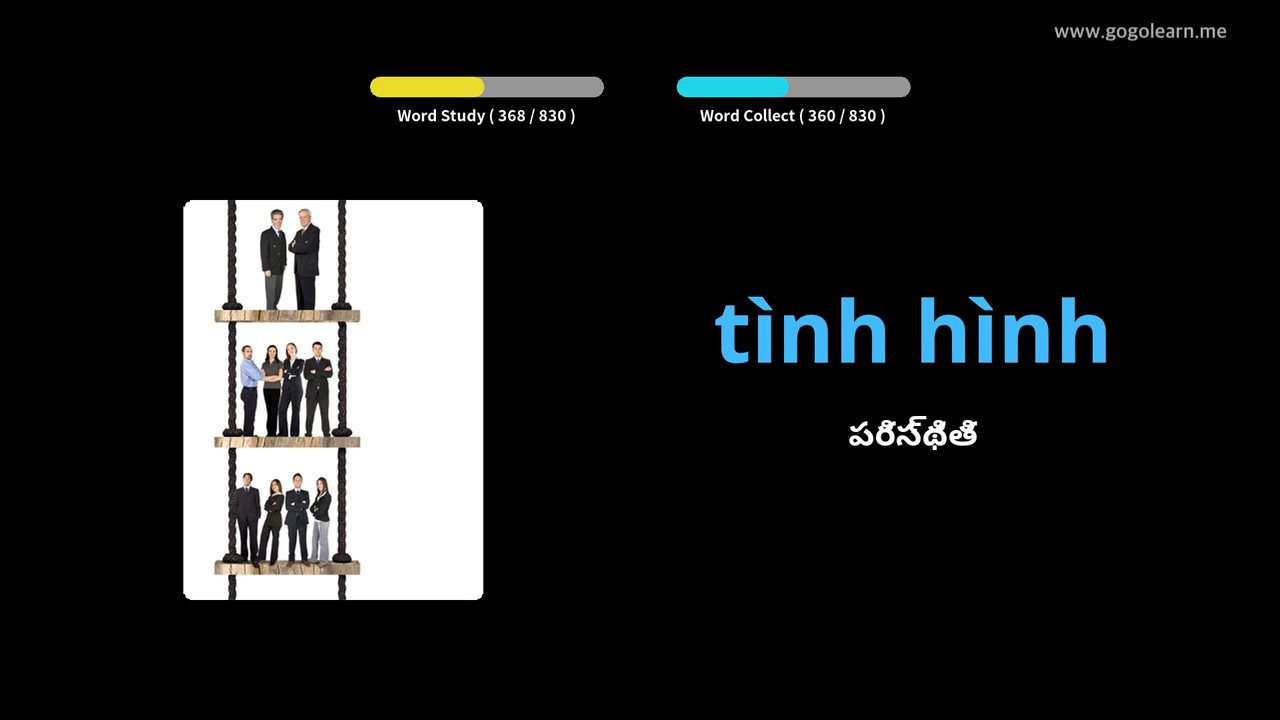 www.gogolearn.me
Word Study ( 368 / 830 )
Word Collect ( 360 / 830 )
tình hình
పరిస్థితి